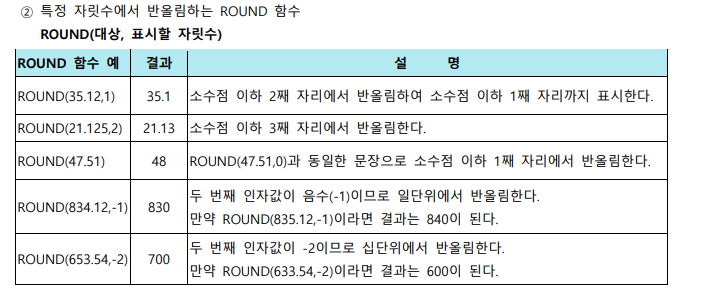 ② 특정 자릿수에서 반올림하는 ROUND 함수
ROUND(대상, 표시할 자릿수)
ROUND 함수 예 결과 설 명
ROUND(35.12,1) 35.1 소수점 이하 2째 자리에서 반올림하여 소수점 이하 1째 자리까지 표시한다.
ROUND(21.125,2) 21.13 소수점 이하 3째 자리에서 반올림한다.
ROUND(47.51) 48 ROUND(47.51,0)과 동일한 문장으로 소수점 이하 1째 자리에서 반올림한다.
ROUND(834.12,-1) 830 두 번째 인자값이 음수(-1)이므로 일단위에서 반올림한다.
만약 ROUND(835.12,-1)이라면 결과는 840이 된다.
ROUND(653.54,-2) 700 두 번째 인자값이 -2이므로 십단위에서 반올림한다.
만약 ROUND(633.54,-2)이라면 결과는 600이 된다.